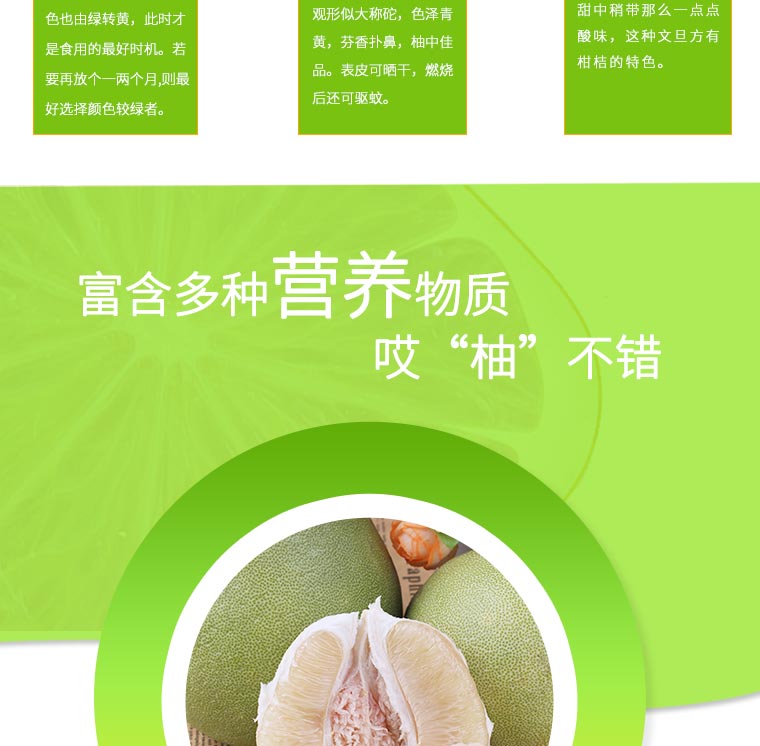 色也由绿转黄，此时才
是食用的最好时机。若
要再放个一两个月,则最
好选择颜色较绿者。
观形似大称砣，色泽青
黄，芬香扑鼻，柚中佳
品。表皮可晒干，燃烧
后还可驱蚊。
甜中稍带那么一点点
酸味，这种文旦方有
柑桔的特色。
富含多种营养物质
哎“柚”不错